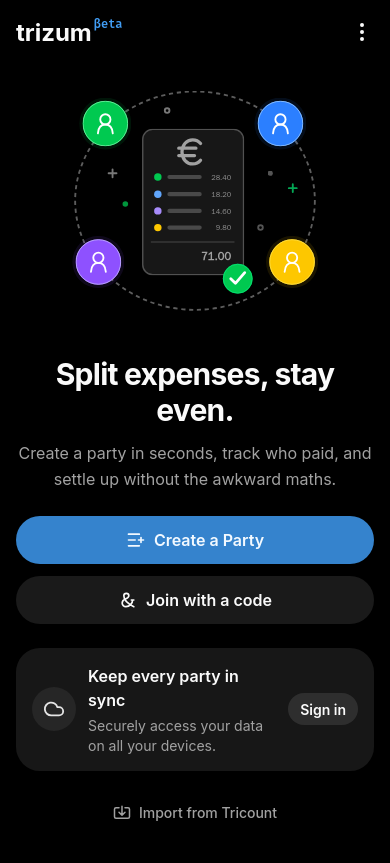 trizum βeta
€
28.40
18.20
14.60
9.80
71.00
Split expenses, stay
even.
Create a party in seconds, track who paid, and
settle up without the awkward maths.
Create a Party
& Join with a code
Keep every party in
sync
Securely access your data
on all your devices.
Sign in
Import from Tricount